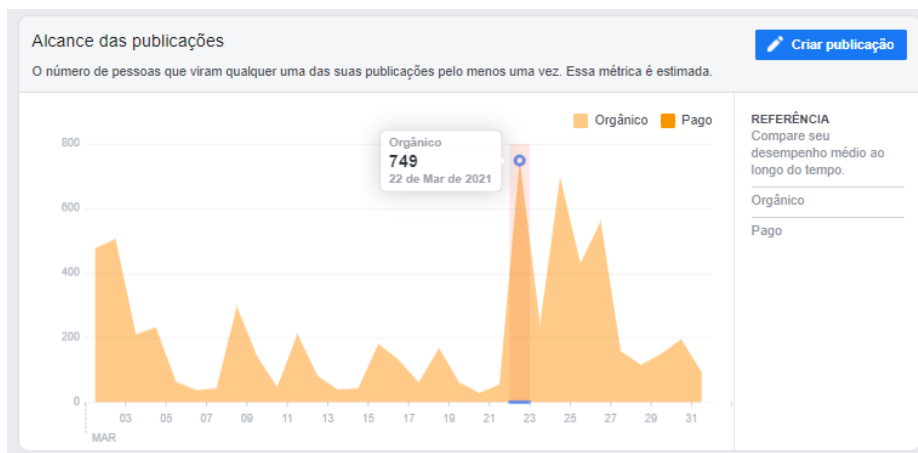 Alcance das publicações
Criar publicação
O número de pessoas que viram qualquer uma das suas publicações pelo menos uma vez. Essa métrica é estimada.
Orgânico Pago
Orgânico
749
22 de Mar de 2021
800
600
400
200
0
03 05 07 09 11 13 15 17 19 21 23 25 27 29 31
MAR
REFERÊNCIA
Compare seu
desempenho médio ao
longo do tempo.
Orgânico
Pago